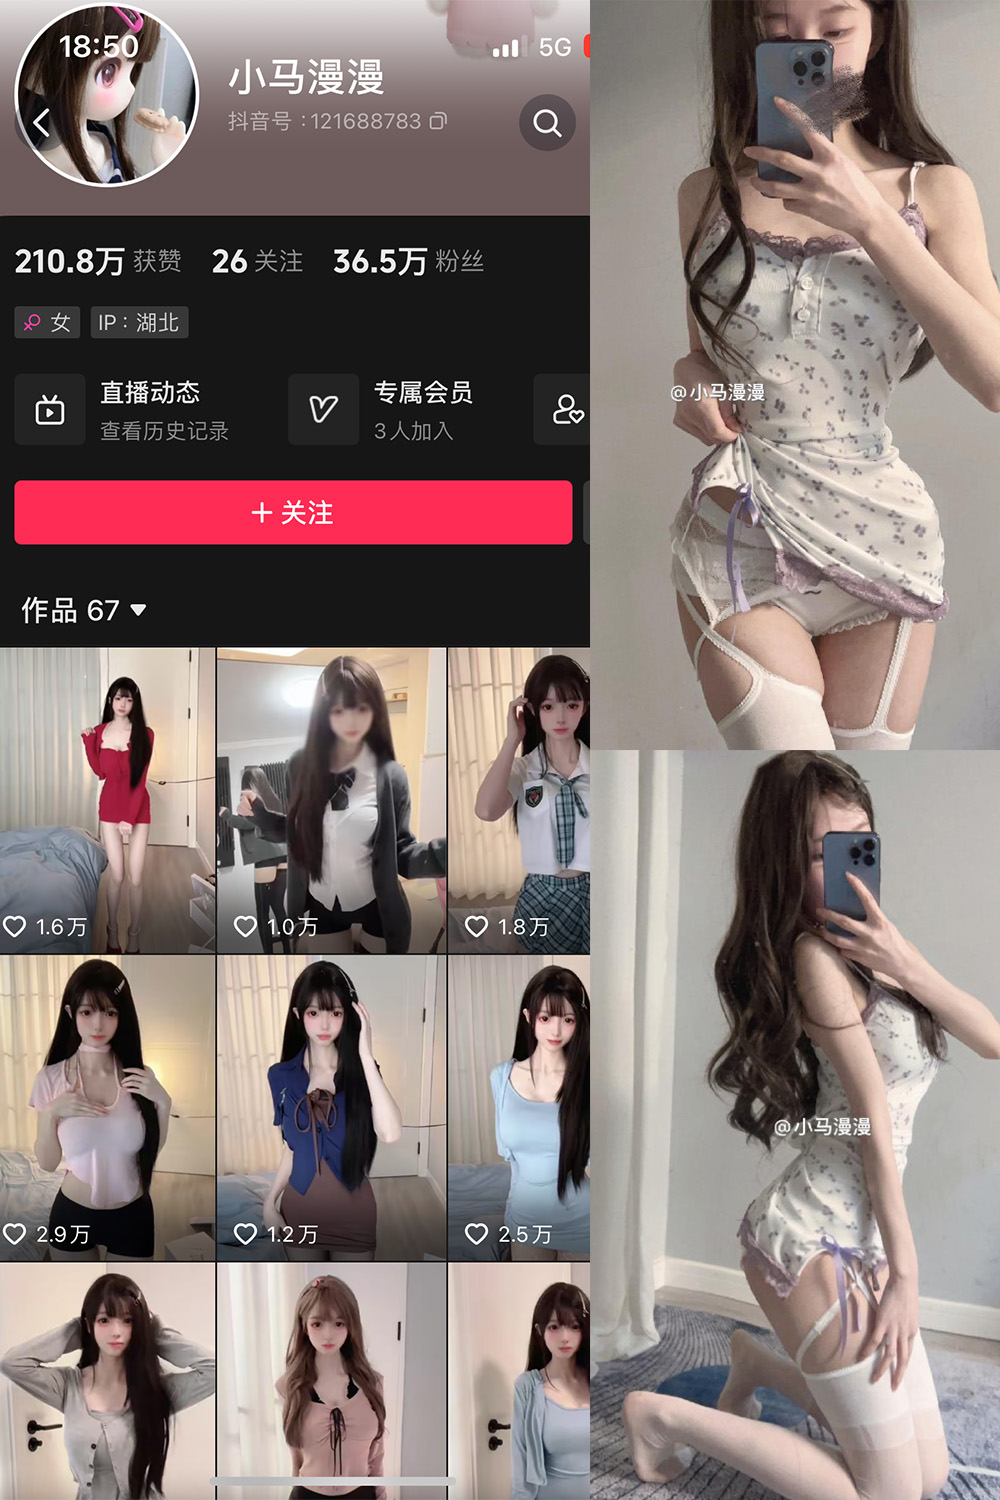 18:50
5G
小马漫漫
抖音号：121688783
210.8万 获赞 26 关注 36.5万 粉丝
女 IP：湖北
直播动态
查看历史记录
专属会员
3人加入
+ 关注
作品 67
1.6万
1.0万
1.8万
2.9万
1.2万
2.5万
@小马漫漫
@小马漫漫